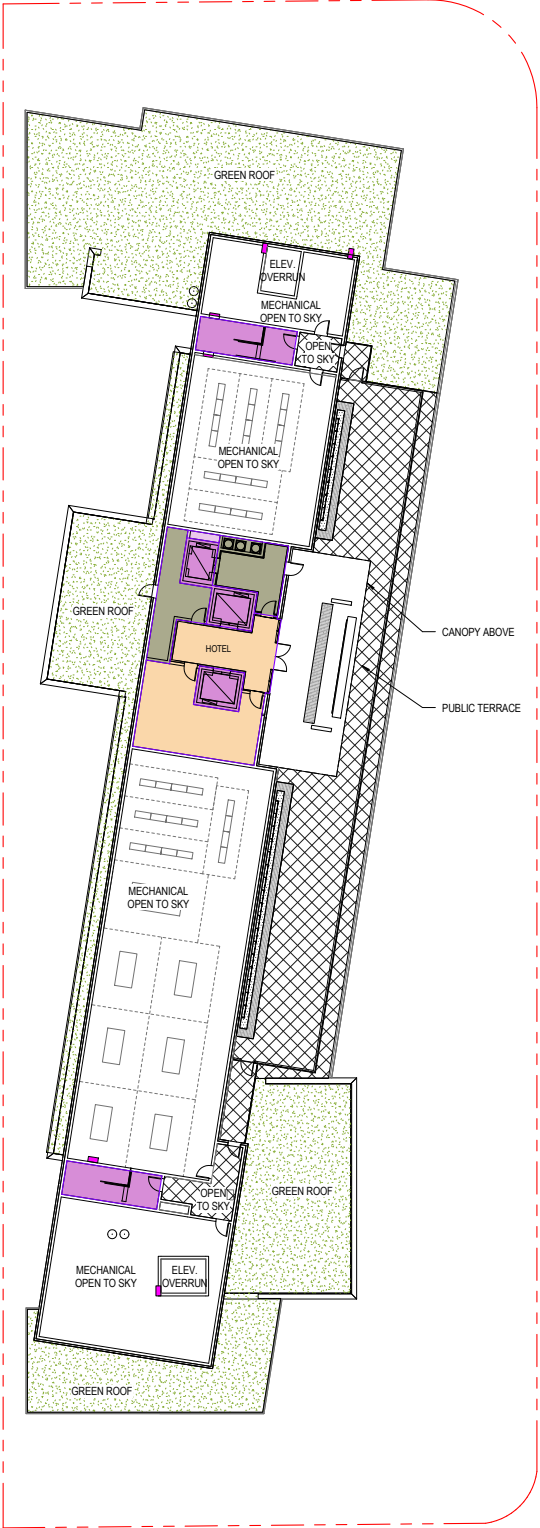 GREEN ROOF
ELEV.
OVERRUN
MECHANICAL
OPEN TO SKY
OPEN
TO SKY
MECHANICAL
OPEN TO SKY
GREEN ROOF
CANOPY ABOVE
HOTEL
PUBLIC TERRACE
MECHANICAL
OPEN TO SKY
OPEN
TO SKY
GREEN ROOF
MECHANICAL
OPEN TO SKY
ELEV.
OVERRUN
GREEN ROOF